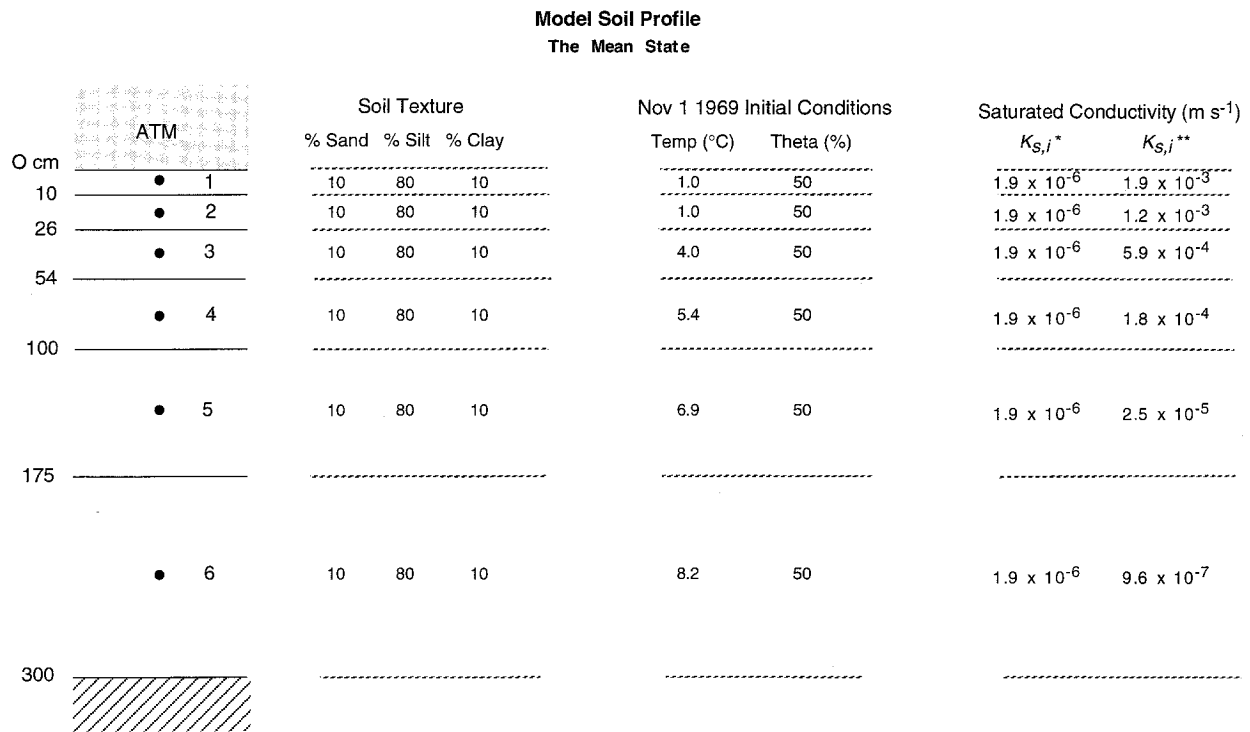 Model Soil Profile
The Mean State
Soil Texture Nov 1 1969 Initial Conditions Saturated Conductivity (m s-1)
ATM % Sand % Silt % Clay Temp (°C) Theta (%) Ks,i* Ks,i**
O cm
1 10 80 10 1.0 50 1.9 x 10-6 1.9 x 10-3
10
2 10 80 10 1.0 50 1.9 x 10-6 1.2 x 10-3
26
3 10 80 10 4.0 50 1.9 x 10-6 5.9 x 10-4
54
4 10 80 10 5.4 50 1.9 x 10-6 1.8 x 10-4
100
5 10 80 10 6.9 50 1.9 x 10-6 2.5 x 10-5
175
6 10 80 10 8.2 50 1.9 x 10-6 9.6 x 10-7
300